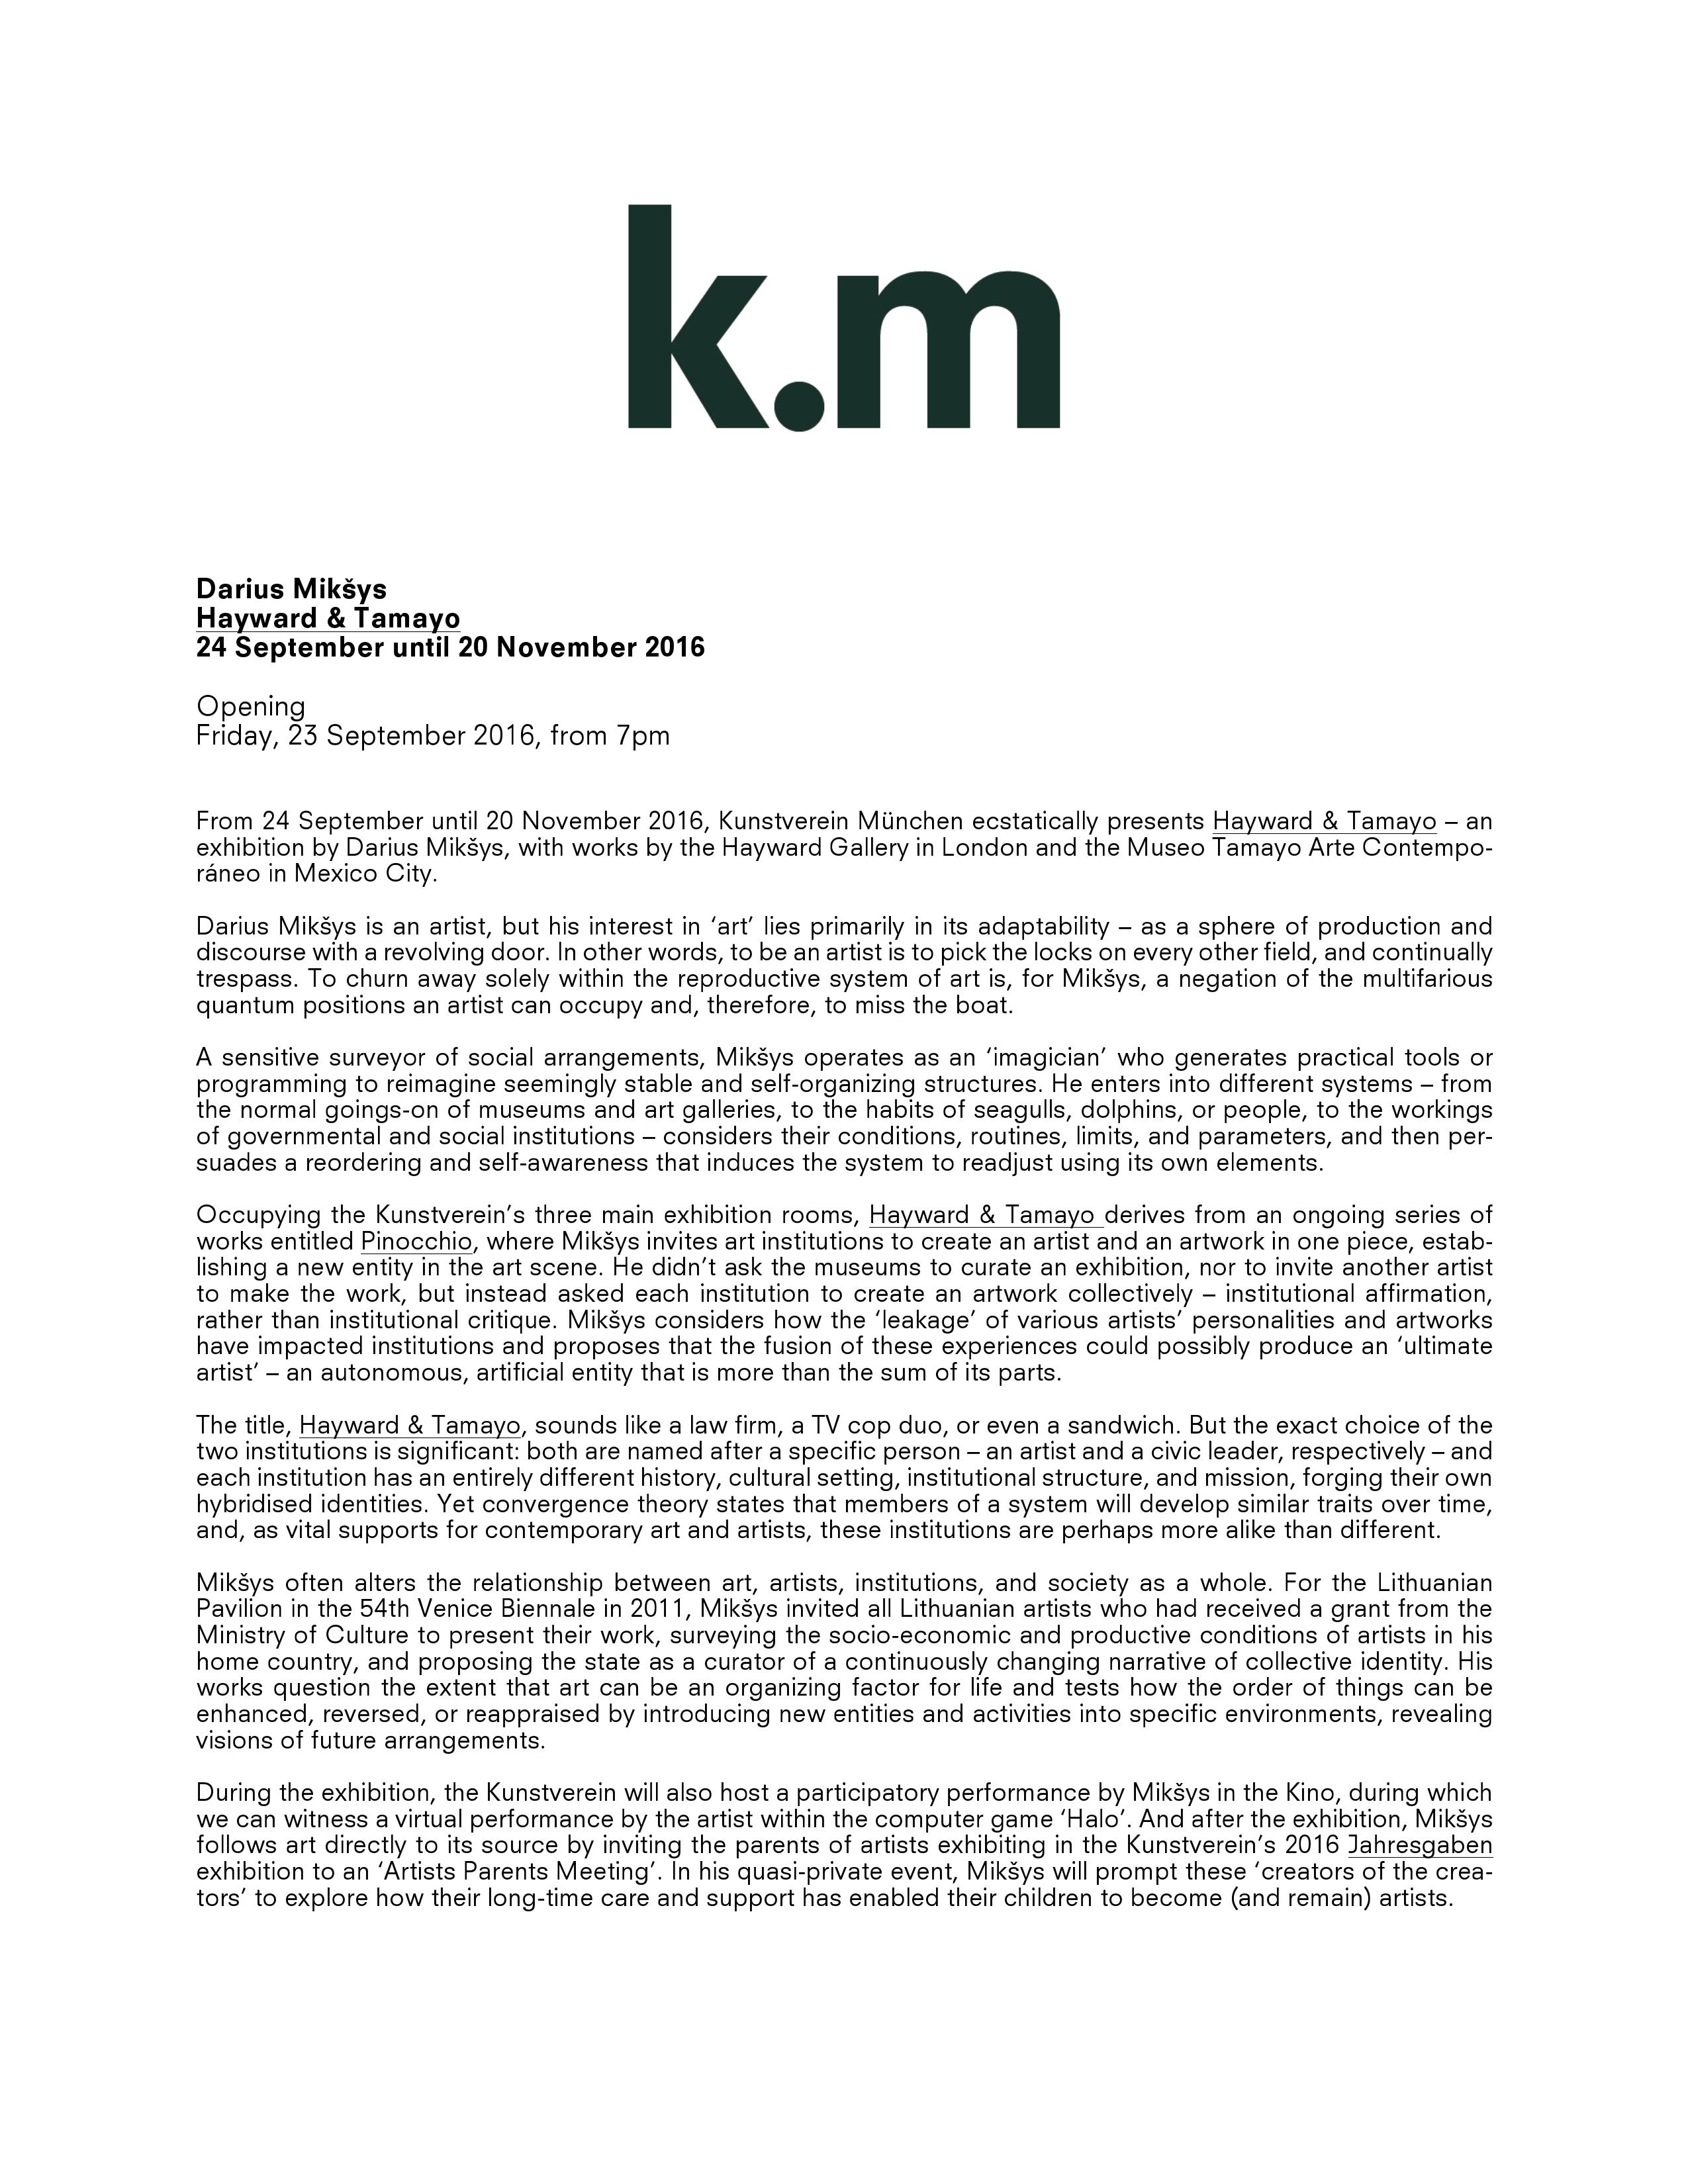 k.m
Darius Mikšys
Hayward & Tamayo
24 September until 20 November 2016
Opening
Friday, 23 September 2016, from 7pm
From 24 September until 20 November 2016, Kunstverein München ecstatically presents Hayward & Tamayo – an
exhibition by Darius Mikšys, with works by the Hayward Gallery in London and the Museo Tamayo Arte Contempo-
ráneo in Mexico City.
Darius Mikšys is an artist, but his interest in ‘art’ lies primarily in its adaptability – as a sphere of production and
discourse with a revolving door. In other words, to be an artist is to pick the locks on every other field, and continually
trespass. To churn away solely within the reproductive system of art is, for Mikšys, a negation of the multifarious
quantum positions an artist can occupy and, therefore, to miss the boat.
A sensitive surveyor of social arrangements, Mikšys operates as an ‘imagician’ who generates practical tools or
programming to reimagine seemingly stable and self-organizing structures. He enters into different systems – from
the normal goings-on of museums and art galleries, to the habits of seagulls, dolphins, or people, to the workings
of governmental and social institutions – considers their conditions, routines, limits, and parameters, and then per-
suades a reordering and self-awareness that induces the system to readjust using its own elements.
Occupying the Kunstverein’s three main exhibition rooms, Hayward & Tamayo derives from an ongoing series of
works entitled Pinocchio, where Mikšys invites art institutions to create an artist and an artwork in one piece, estab-
lishing a new entity in the art scene. He didn’t ask the museums to curate an exhibition, nor to invite another artist
to make the work, but instead asked each institution to create an artwork collectively – institutional affirmation,
rather than institutional critique. Mikšys considers how the ‘leakage’ of various artists’ personalities and artworks
have impacted institutions and proposes that the fusion of these experiences could possibly produce an ‘ultimate
artist’ – an autonomous, artificial entity that is more than the sum of its parts.
The title, Hayward & Tamayo, sounds like a law firm, a TV cop duo, or even a sandwich. But the exact choice of the
two institutions is significant: both are named after a specific person – an artist and a civic leader, respectively – and
each institution has an entirely different history, cultural setting, institutional structure, and mission, forging their own
hybridised identities. Yet convergence theory states that members of a system will develop similar traits over time,
and, as vital supports for contemporary art and artists, these institutions are perhaps more alike than different.
Mikšys often alters the relationship between art, artists, institutions, and society as a whole. For the Lithuanian
Pavilion in the 54th Venice Biennale in 2011, Mikšys invited all Lithuanian artists who had received a grant from the
Ministry of Culture to present their work, surveying the socio-economic and productive conditions of artists in his
home country, and proposing the state as a curator of a continuously changing narrative of collective identity. His
works question the extent that art can be an organizing factor for life and tests how the order of things can be
enhanced, reversed, or reappraised by introducing new entities and activities into specific environments, revealing
visions of future arrangements.
During the exhibition, the Kunstverein will also host a participatory performance by Mikšys in the Kino, during which
we can witness a virtual performance by the artist within the computer game ‘Halo’. And after the exhibition, Mikšys
follows art directly to its source by inviting the parents of artists exhibiting in the Kunstverein’s 2016 Jahresgaben
exhibition to an ‘Artists Parents Meeting’. In his quasi-private event, Mikšys will prompt these ‘creators of the crea-
tors’ to explore how their long-time care and support has enabled their children to become (and remain) artists.